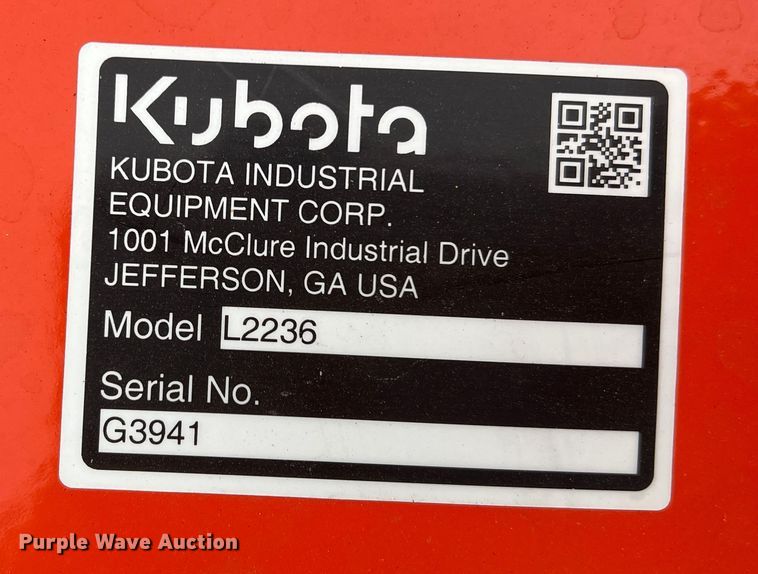 Kubota
KUBOTA INDUSTRIAL
EQUIPMENT CORP.
1001 McClure Industrial Drive
JEFFERSON, GA USA
Model L2236
Serial No.
G3941
Purple Wave Auction